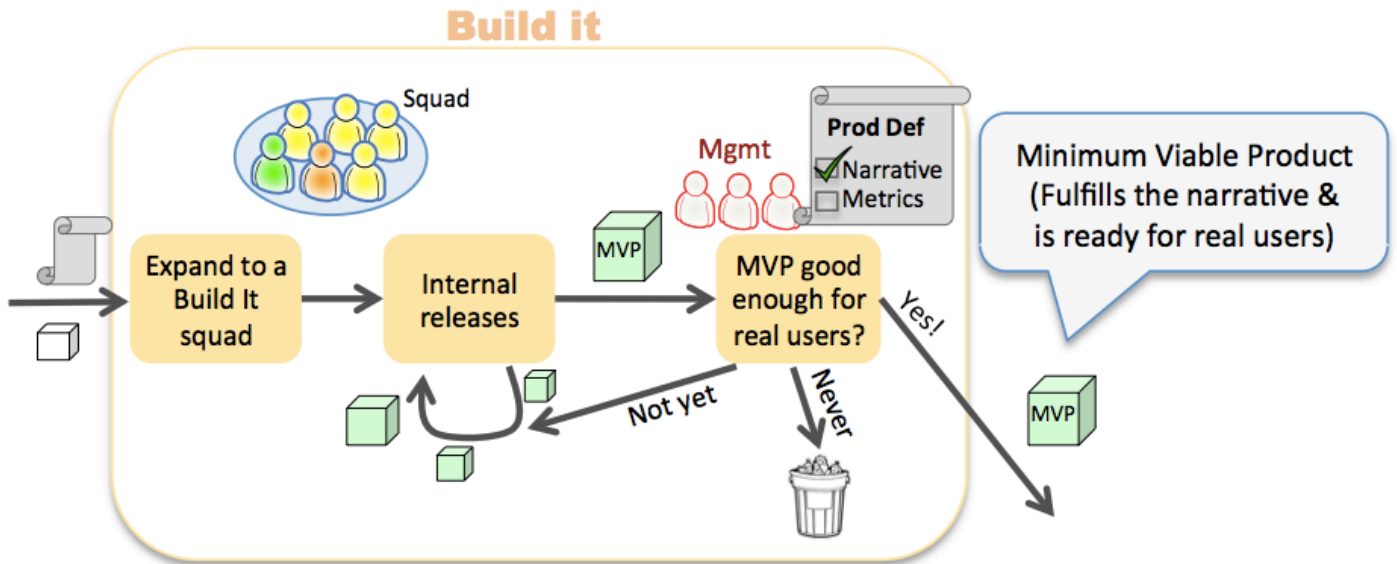 Build it
Squad
Prod Def
Narrative
Metrics
Mgmt
Minimum Viable Product
(Fulfills the narrative &
is ready for real users)
Expand to a
Build It
squad
Internal
releases
MVP
MVP good
enough for
real users?
Yes!
Not yet
Never
MVP